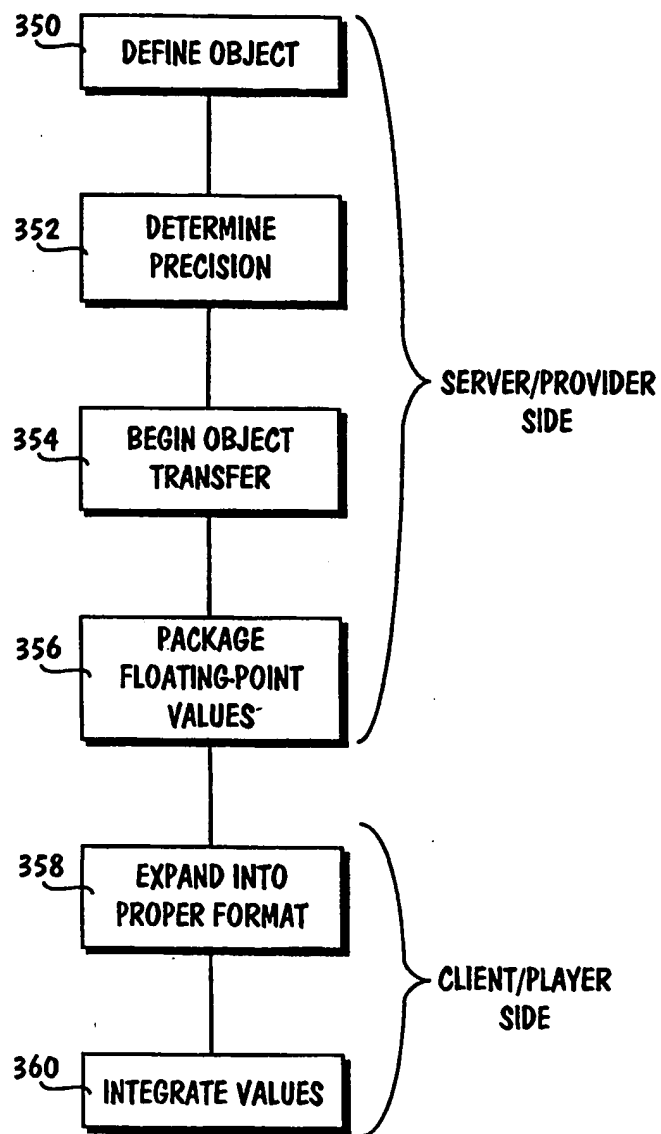 350
DEFINE OBJECT
352
DETERMINE
PRECISION
354
BEGIN OBJECT
TRANSFER
SERVER/PROVIDER
SIDE
356
PACKAGE
FLOATING-POINT
VALUES
358
EXPAND INTO
PROPER FORMAT
CLIENT/PLAYER
SIDE
360
INTEGRATE VALUES